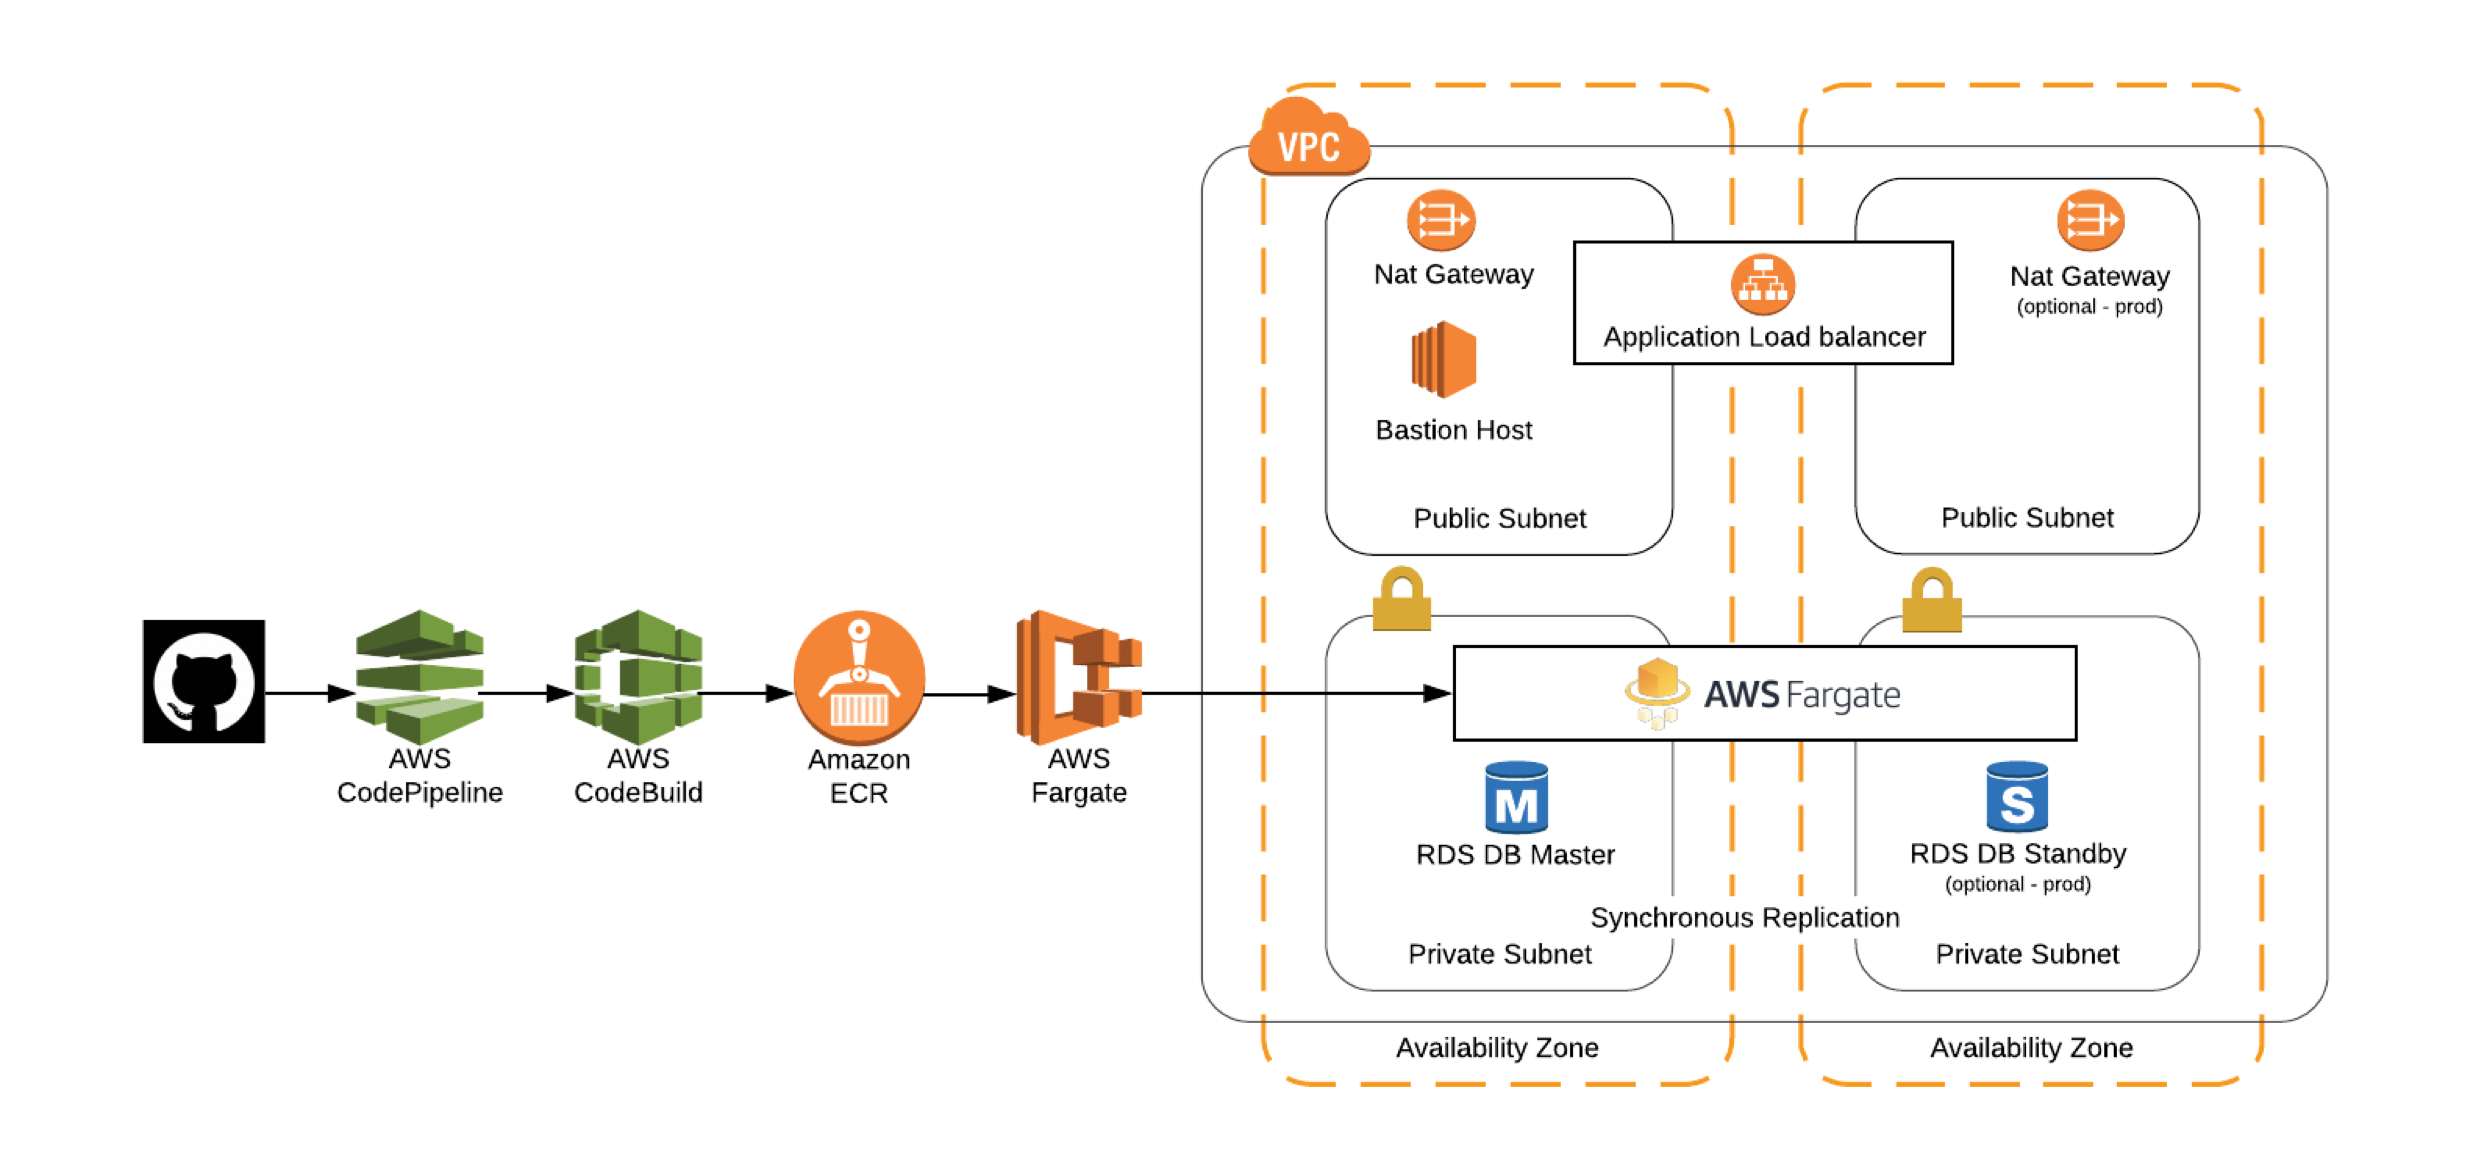 VPC
Nat Gateway
Nat Gateway
(optional - prod)
Application Load balancer
Bastion Host
Public Subnet
Public Subnet
AWS Fargate
AWS
CodePipeline
AWS
CodeBuild
Amazon
ECR
AWS
Fargate
M
S
RDS DB Master
RDS DB Standby
(optional - prod)
Synchronous Replication
Private Subnet
Private Subnet
Availability Zone
Availability Zone